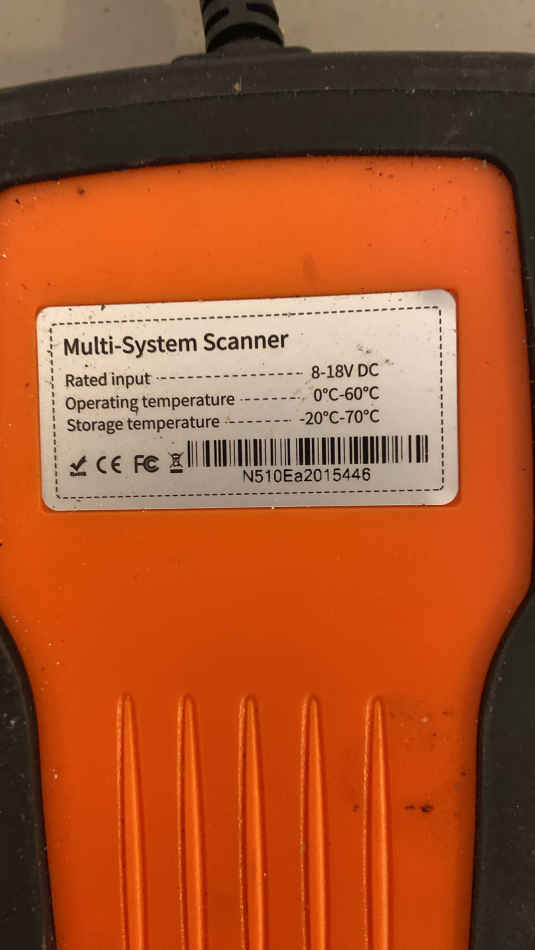 Multi-System Scanner
Rated input 8-18V DC
Operating temperature 0°C-60°C
Storage temperature -20°C-70°C
CE FC
N510Ea2015446